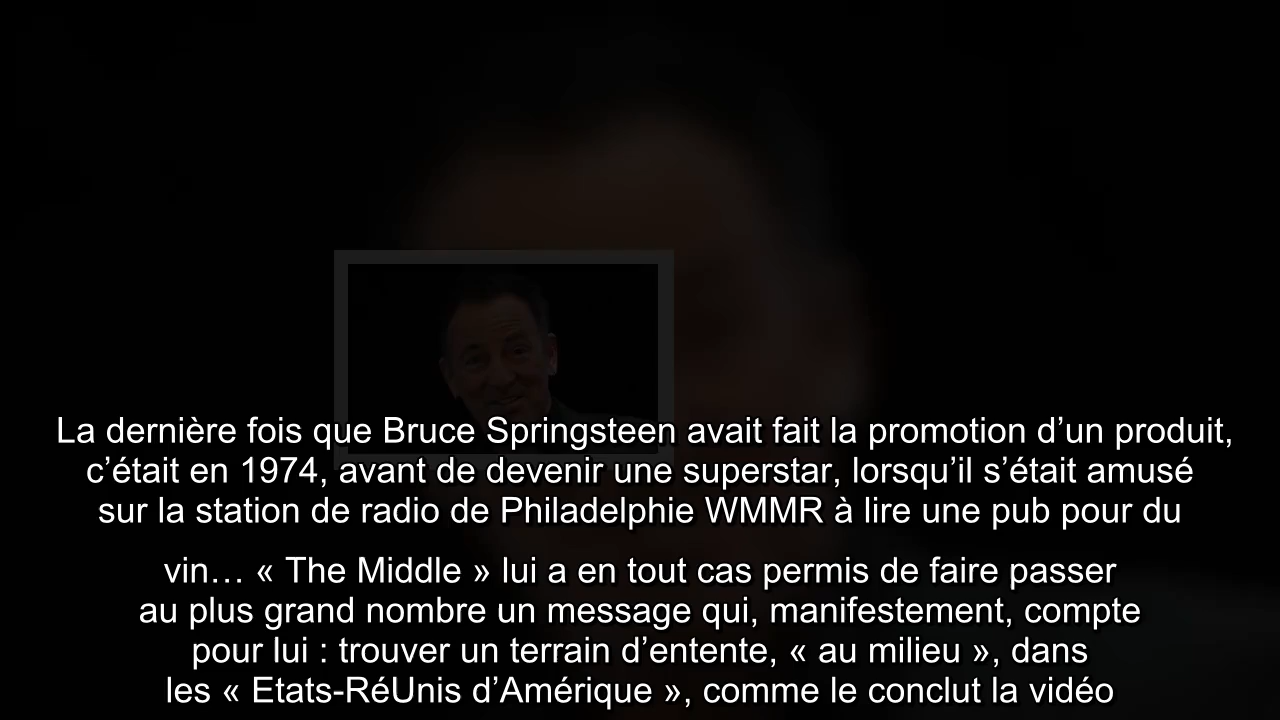 La dernière fois que Bruce Springsteen avait fait la promotion d’un produit,
c’était en 1974, avant de devenir une superstar, lorsqu’il s’était amusé
sur la station de radio de Philadelphie WMMR à lire une pub pour du
vin… « The Middle » lui a en tout cas permis de faire passer
au plus grand nombre un message qui, manifestement, compte
pour lui : trouver un terrain d’entente, « au milieu », dans
les « Etats-RéUnis d’Amérique », comme le conclut la vidéo